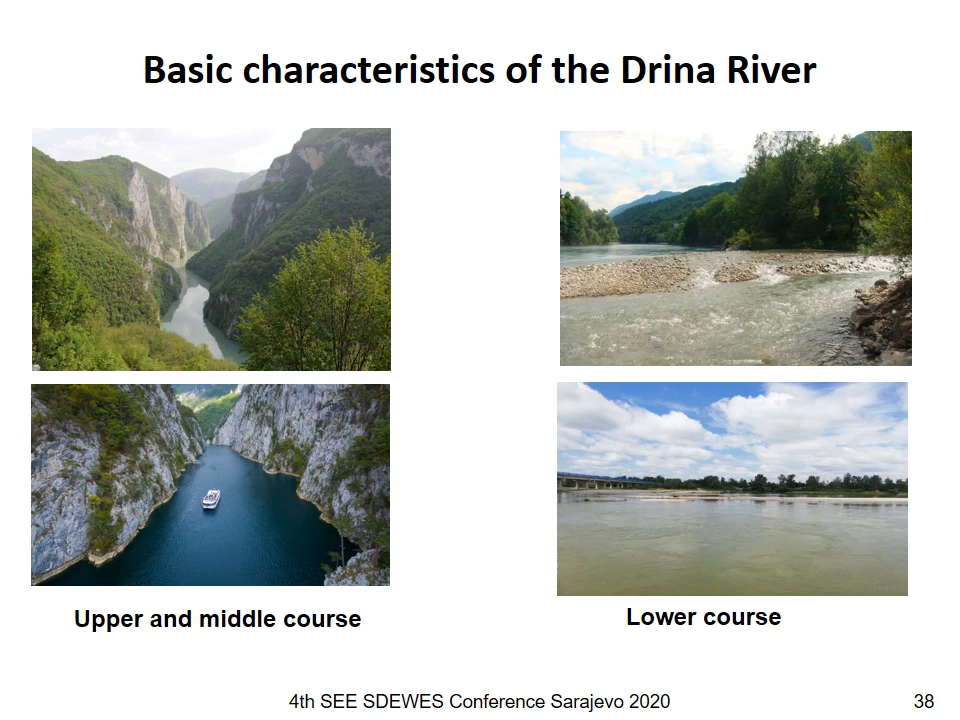 Basic characteristics of the Drina River
Upper and middle course
Lower course
4th SEE SDEWES Conference Sarajevo 2020
38